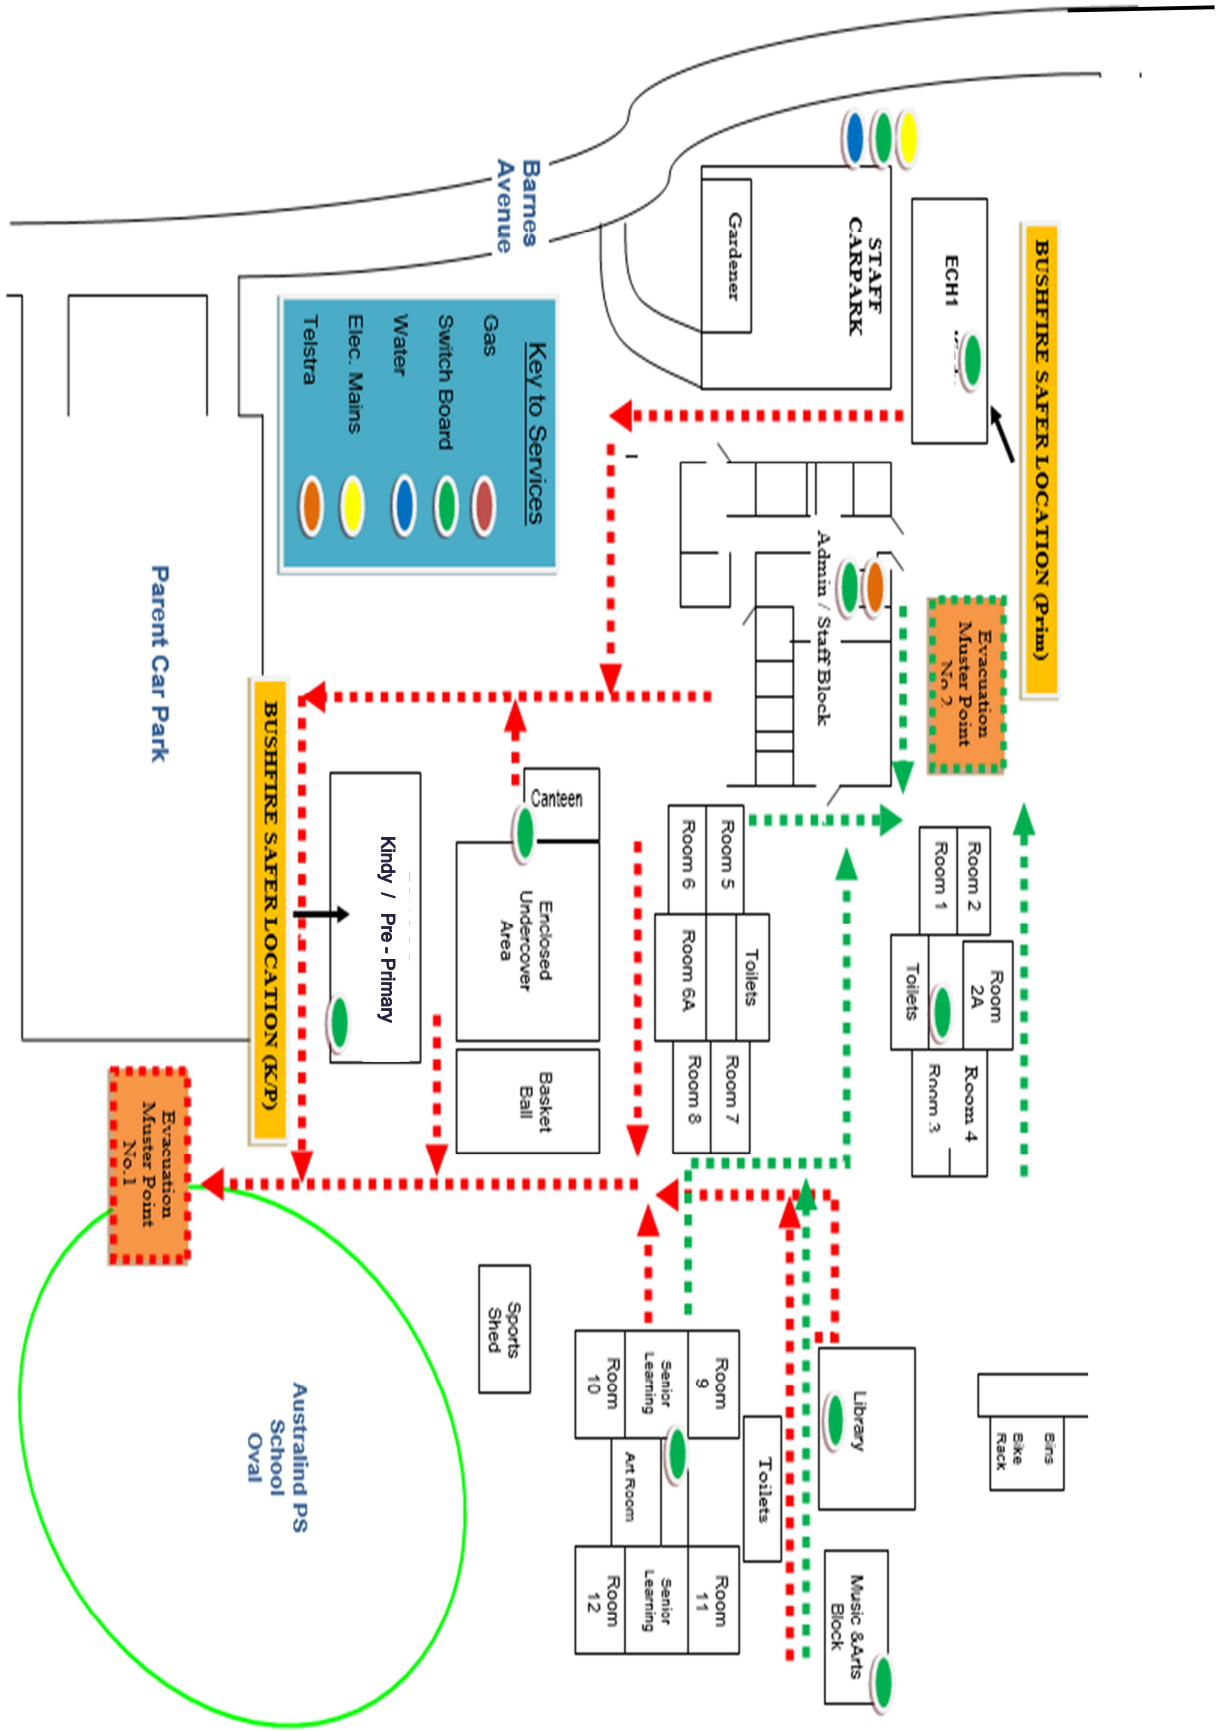 BUSHFIRE SAFER LOCATION (Prim)
ECH1
STAFF
CARPARK
Gardener
Barnes
Avenue
Key to Services
Gas
Switch Board
Water
Elec. Mains
Telstra
Evacuation
Muster Point
No.2
Admin / Staff Block
Room 2
Room 1
Room
2A
Toilets
Room 4
Room 3
Room 5
Room 6
Toilets
Room 6A
Room 7
Room 8
Canteen
Enclosed
Undercover
Area
Basket
Ball
Kindy / Pre - Primary
BUSHFIRE SAFER LOCATION (K/P)
Parent Car Park
Evacuation
Muster Point
No.1
Bins
Bike
Rack
Library
Music &Arts
Block
Toilets
Room
9
Senior
Learning
Room
10
Art Room
Room
11
Senior
Learning
Room
12
Sports
Shed
Australind PS
School
Oval